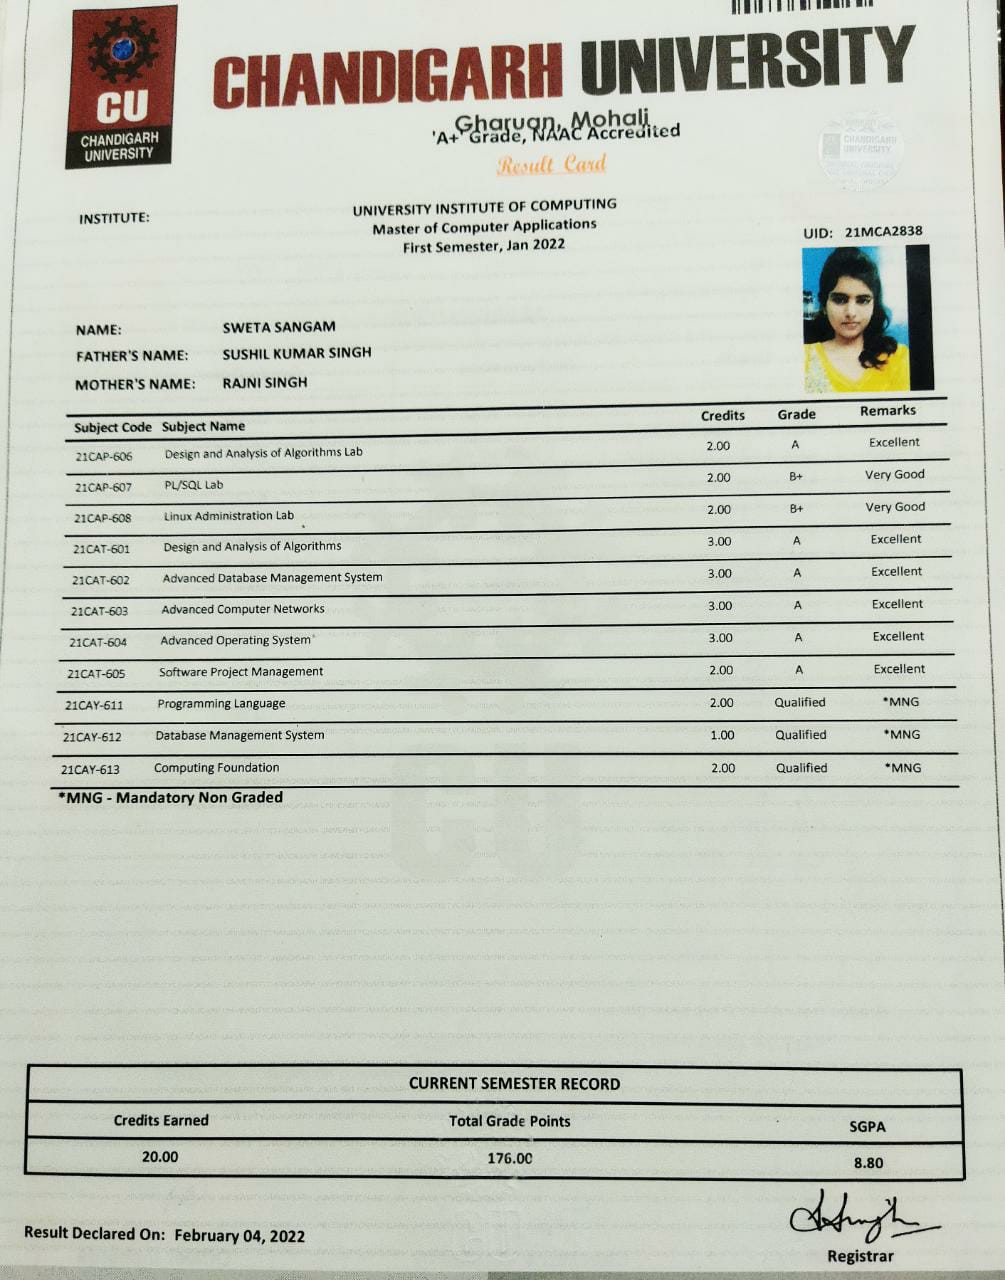 CU
CHANDIGARH
UNIVERSITY
CHANDIGARH UNIVERSITY
Gharuan, Mohali
'A+' Grade, NAAC Accredited
Result Card
CHANDIGARH
UNIVERSITY
INSTITUTE:
UNIVERSITY INSTITUTE OF COMPUTING
Master of Computer Applications
First Semester, Jan 2022
UID: 21MCA2838
NAME: SWETA SANGAM
FATHER'S NAME: SUSHIL KUMAR SINGH
MOTHER'S NAME: RAJNI SINGH
Subject Code Subject Name Credits Grade Remarks
21CAP-606 Design and Analysis of Algorithms Lab 2.00 A Excellent
21CAP-607 PL/SQL Lab 2.00 B+ Very Good
21CAP-608 Linux Administration Lab 2.00 B+ Very Good
21CAT-601 Design and Analysis of Algorithms 3.00 A Excellent
21CAT-602 Advanced Database Management System 3.00 A Excellent
21CAT-603 Advanced Computer Networks 3.00 A Excellent
21CAT-604 Advanced Operating System 3.00 A Excellent
21CAT-605 Software Project Management 2.00 A Excellent
21CAY-611 Programming Language 2.00 Qualified *MNG
21CAY-612 Database Management System 1.00 Qualified *MNG
21CAY-613 Computing Foundation 2.00 Qualified *MNG
*MNG - Mandatory Non Graded
CURRENT SEMESTER RECORD
Credits Earned Total Grade Points SGPA
20.00 176.00 8.80
Result Declared On: February 04, 2022
Registrar